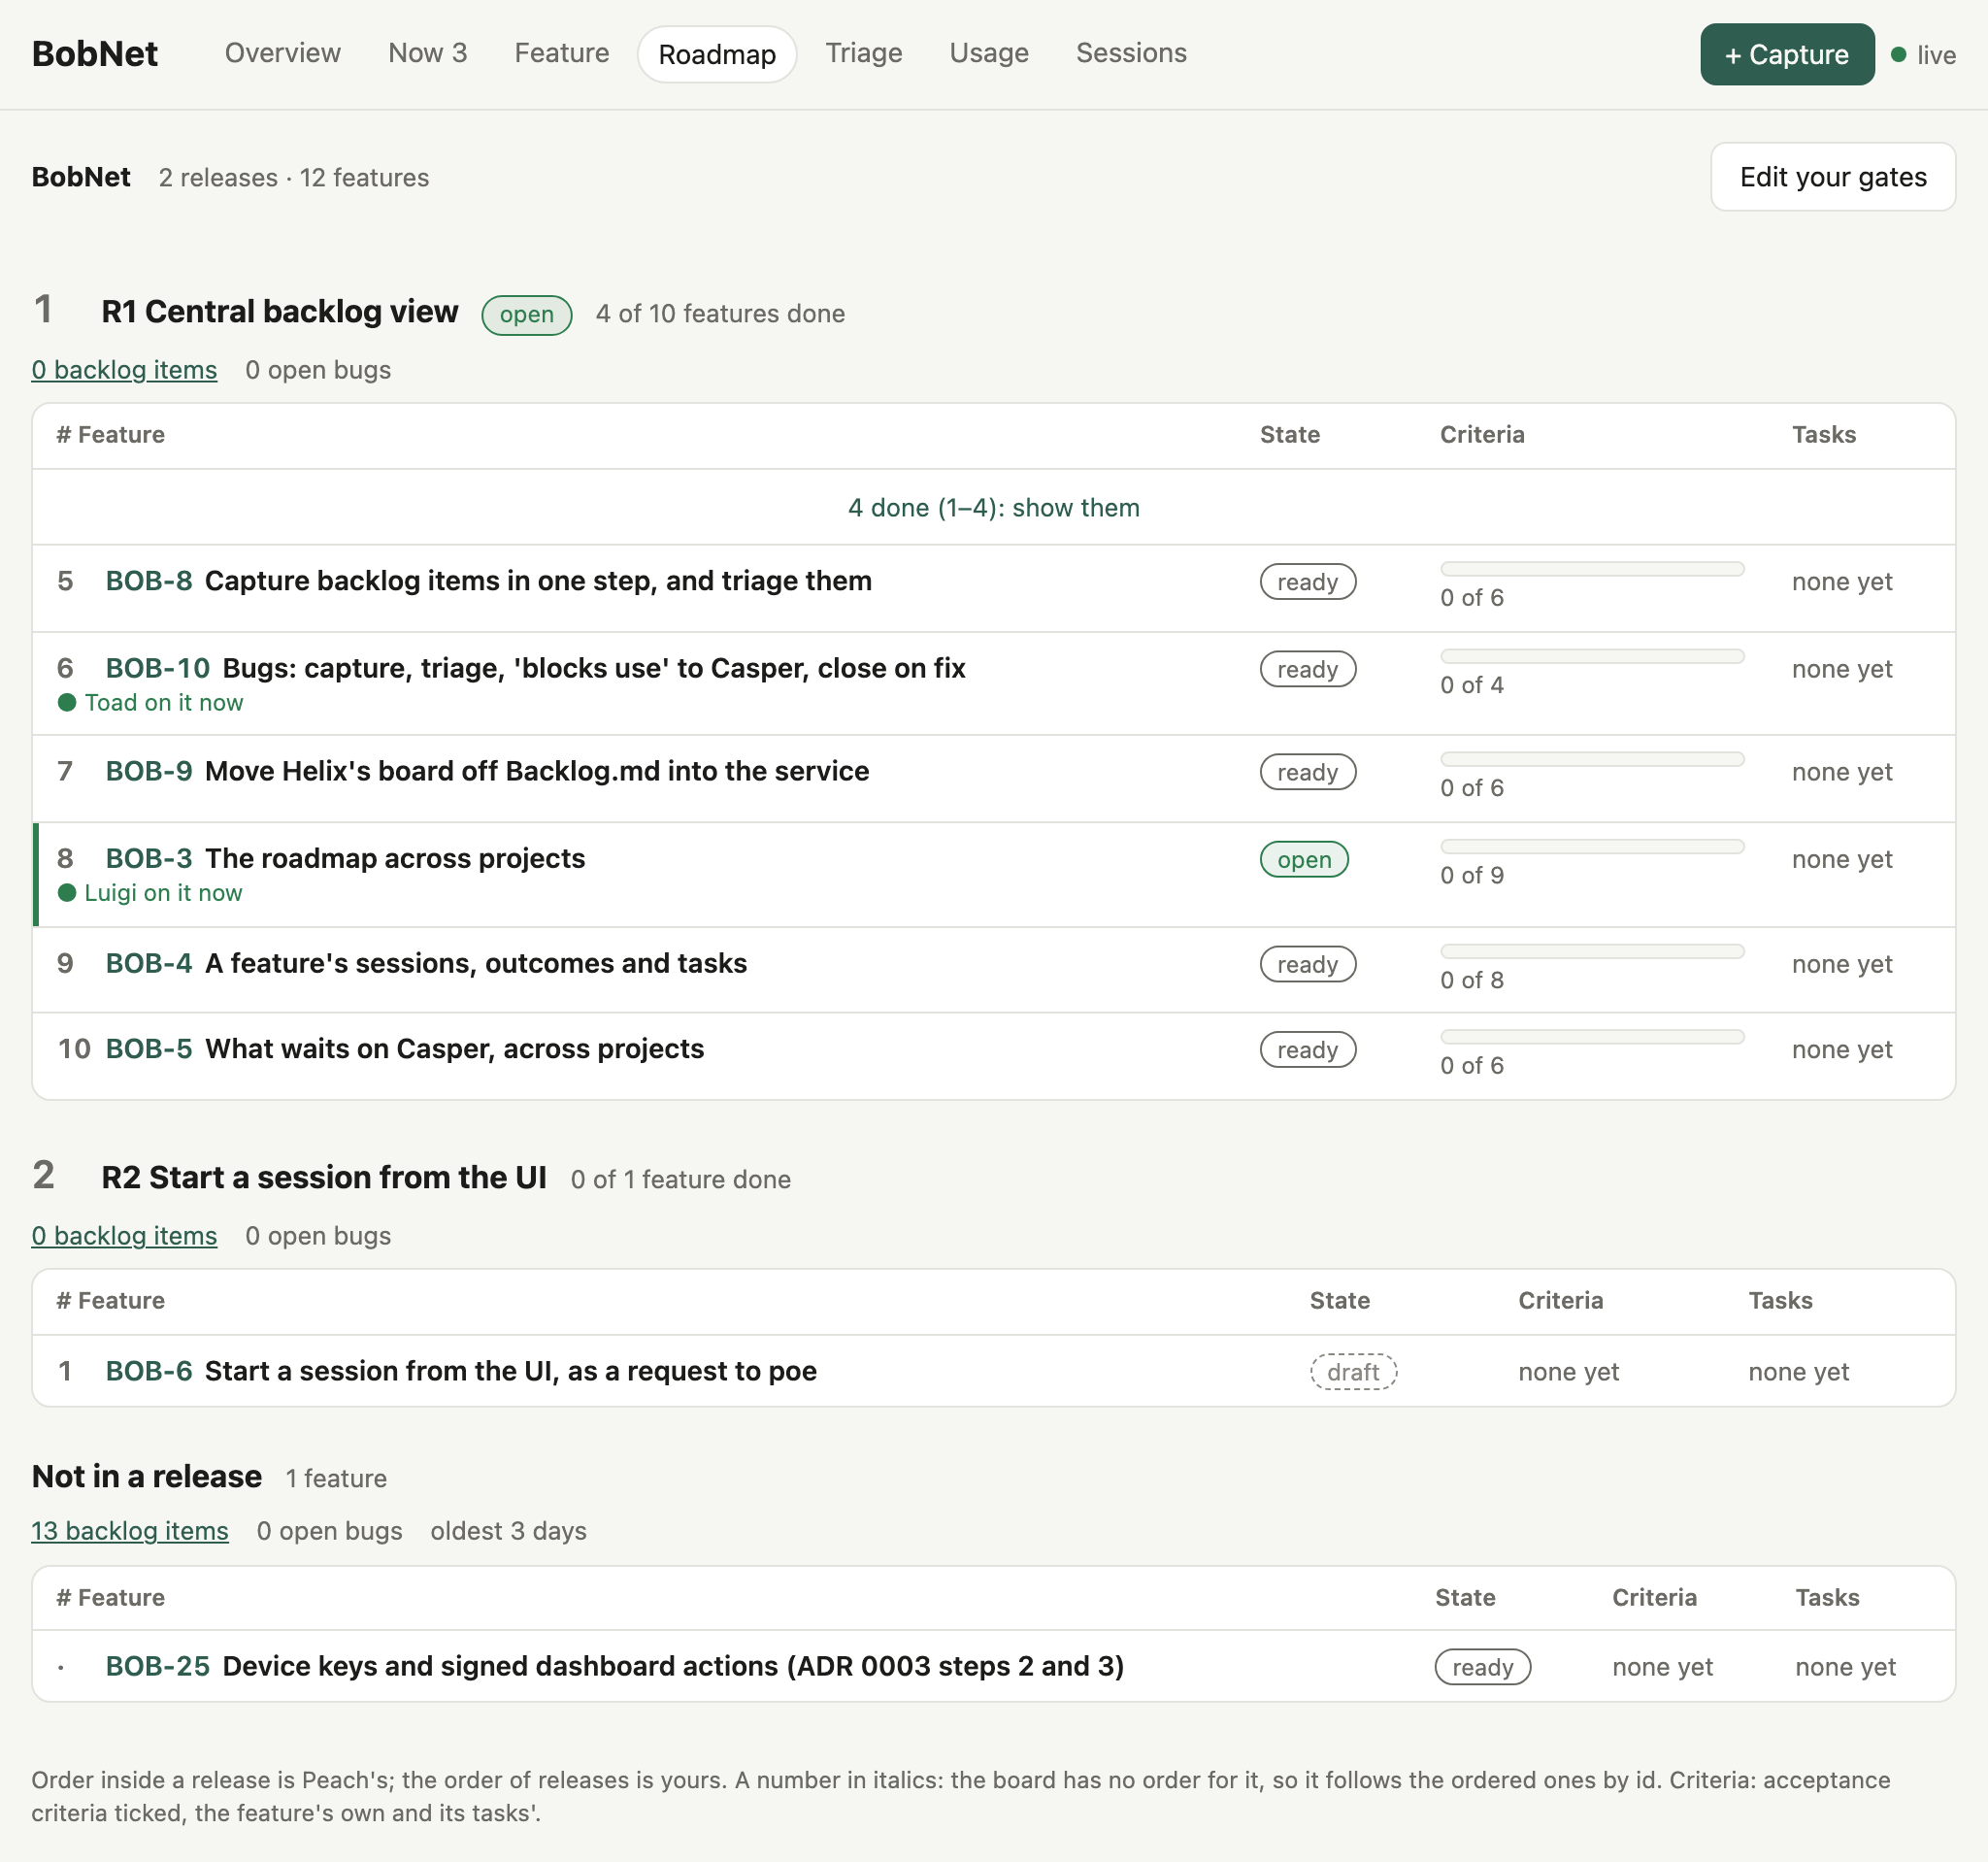 BobNet Overview Now 3 Feature Roadmap Triage Usage Sessions + Capture live
BobNet 2 releases · 12 features Edit your gates
1 R1 Central backlog view open 4 of 10 features done
0 backlog items 0 open bugs
# Feature State Criteria Tasks
4 done (1–4): show them
5 BOB-8 Capture backlog items in one step, and triage them ready 0 of 6 none yet
6 BOB-10 Bugs: capture, triage, 'blocks use' to Casper, close on fix ready 0 of 4 none yet
Toad on it now
7 BOB-9 Move Helix's board off Backlog.md into the service ready 0 of 6 none yet
8 BOB-3 The roadmap across projects open 0 of 9 none yet
Luigi on it now
9 BOB-4 A feature's sessions, outcomes and tasks ready 0 of 8 none yet
10 BOB-5 What waits on Casper, across projects ready 0 of 6 none yet
2 R2 Start a session from the UI 0 of 1 feature done
0 backlog items 0 open bugs
# Feature State Criteria Tasks
1 BOB-6 Start a session from the UI, as a request to poe draft none yet none yet
Not in a release 1 feature
13 backlog items 0 open bugs oldest 3 days
# Feature State Criteria Tasks
· BOB-25 Device keys and signed dashboard actions (ADR 0003 steps 2 and 3) ready none yet none yet
Order inside a release is Peach's; the order of releases is yours. A number in italics: the board has no order for it, so it follows the ordered ones by id. Criteria: acceptance
criteria ticked, the feature's own and its tasks'.